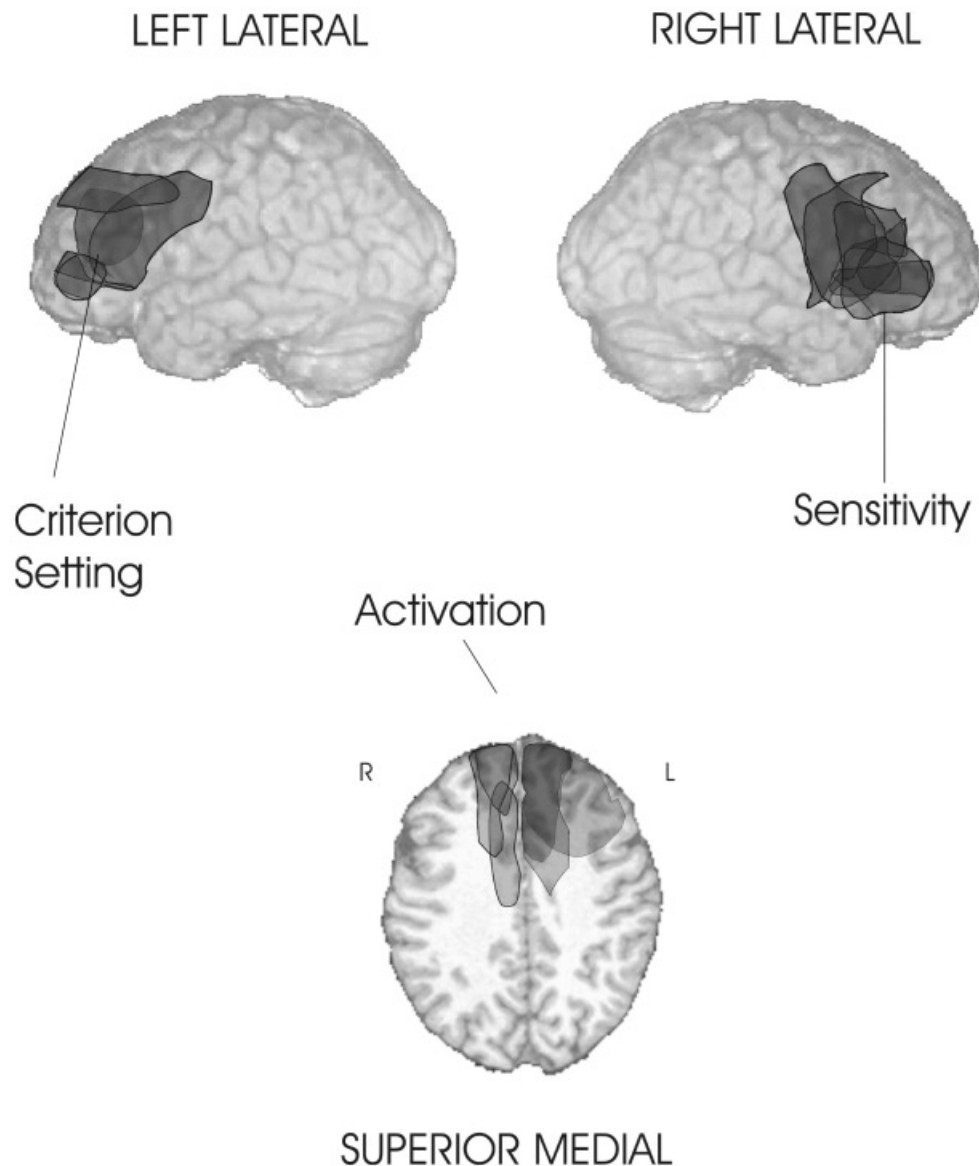 LEFT LATERAL
RIGHT LATERAL
Criterion
Setting
Sensitivity
Activation
R
L
SUPERIOR MEDIAL